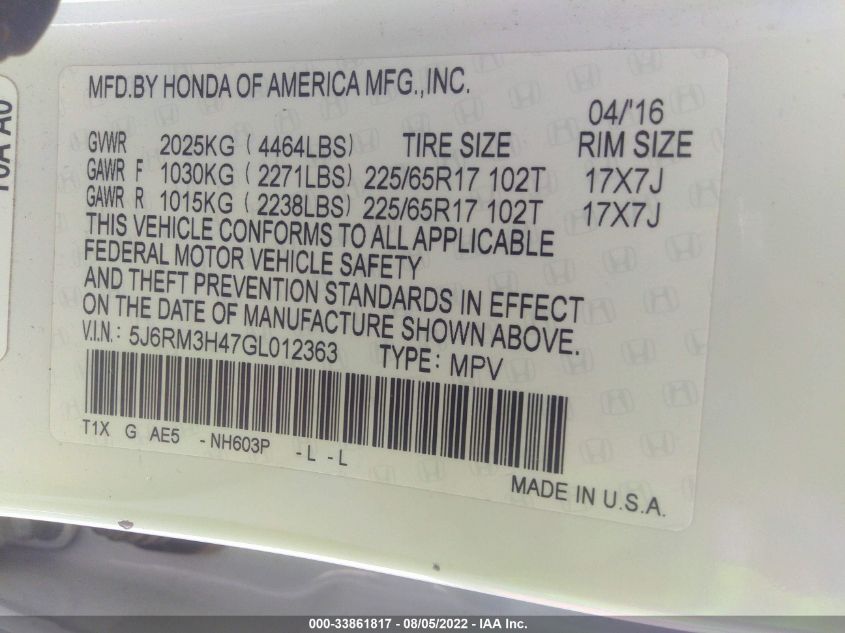 MFD.BY HONDA OF AMERICA MFG.,INC.
04/'16
GVWR 2025KG (4464LBS) TIRE SIZE RIM SIZE
GAWR F 1030KG (2271LBS) 225/65R17 102T 17X7J
GAWR R 1015KG (2238LBS) 225/65R17 102T 17X7J
THIS VEHICLE CONFORMS TO ALL APPLICABLE
FEDERAL MOTOR VEHICLE SAFETY
AND THEFT PREVENTION STANDARDS IN EFFECT
ON THE DATE OF MANUFACTURE SHOWN ABOVE.
V.I.N.: 5J6RM3H47GL012363 TYPE: MPV
T1X G AE5 -NH603P -L -L
MADE IN U.S.A.
000-33861817 - 08/05/2022 - IAA Inc.